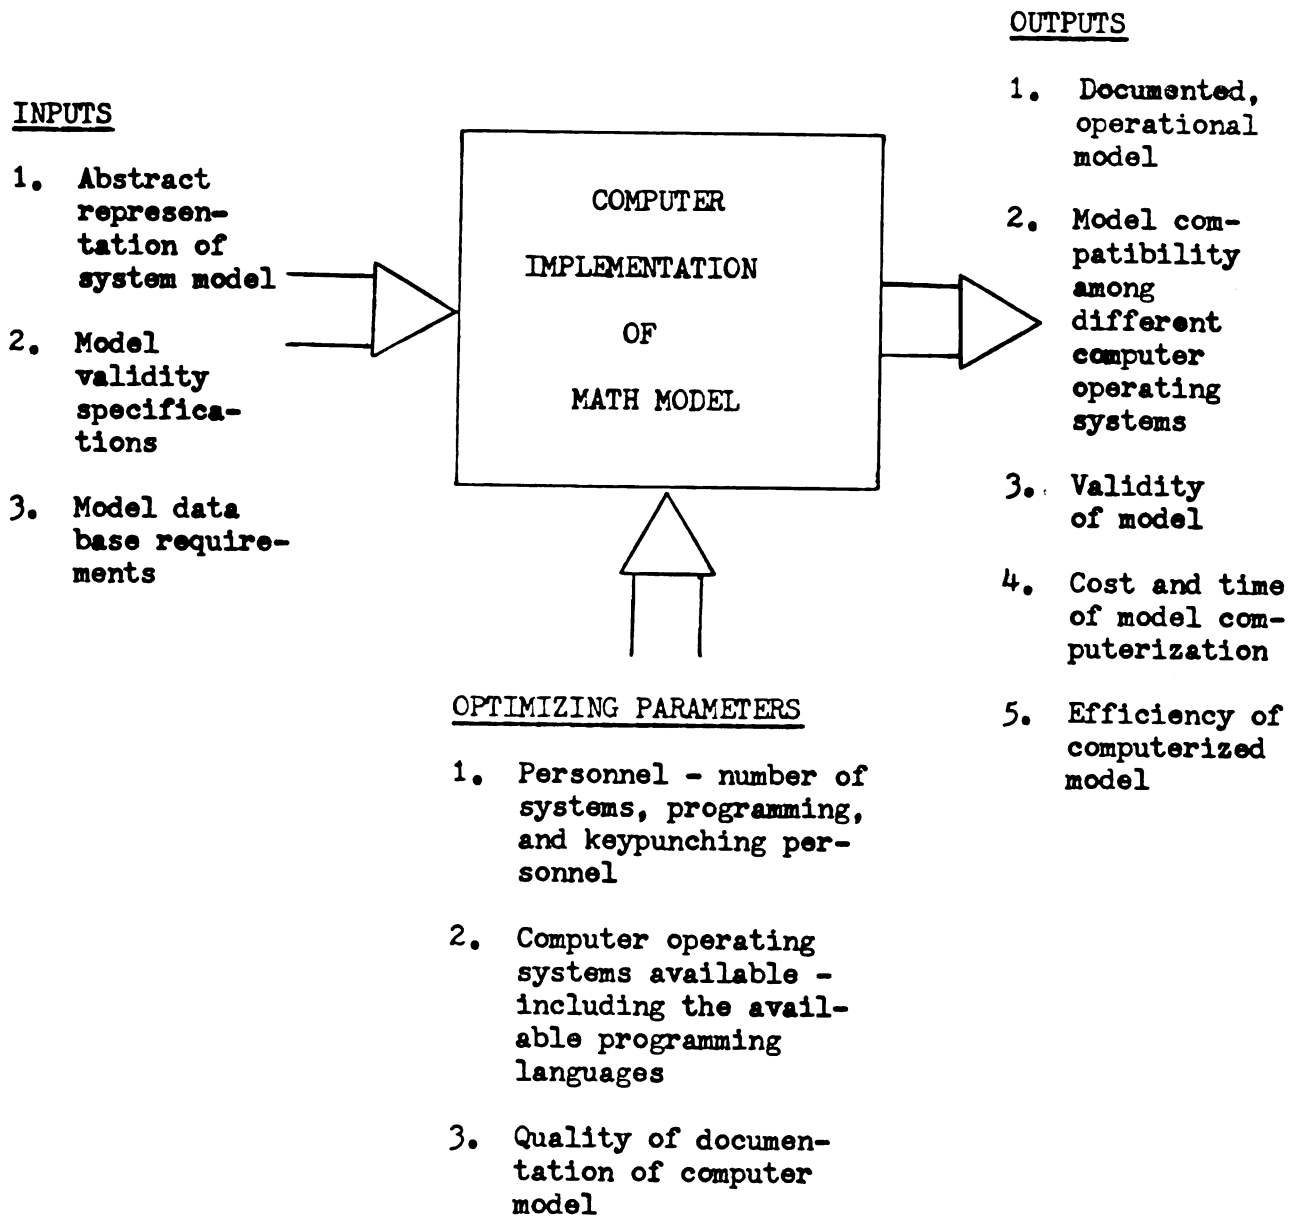 INPUTS
1. Abstract
represen-
tation of
system model
2. Model
validity
specifica-
tions
3. Model data
base require-
ments
COMPUTER
IMPLEMENTATION
OF
MATH MODEL
OPTIMIZING PARAMETERS
1. Personnel - number of
systems, programming,
and keypunching per-
sonnel
2. Computer operating
systems available -
including the avail-
able programming
languages
3. Quality of documen-
tation of computer
model
OUTPUTS
1. Documented,
operational
model
2. Model com-
patibility
among
different
computer
operating
systems
3. Validity
of model
4. Cost and time
of model com-
puterization
5. Efficiency of
computerized
model